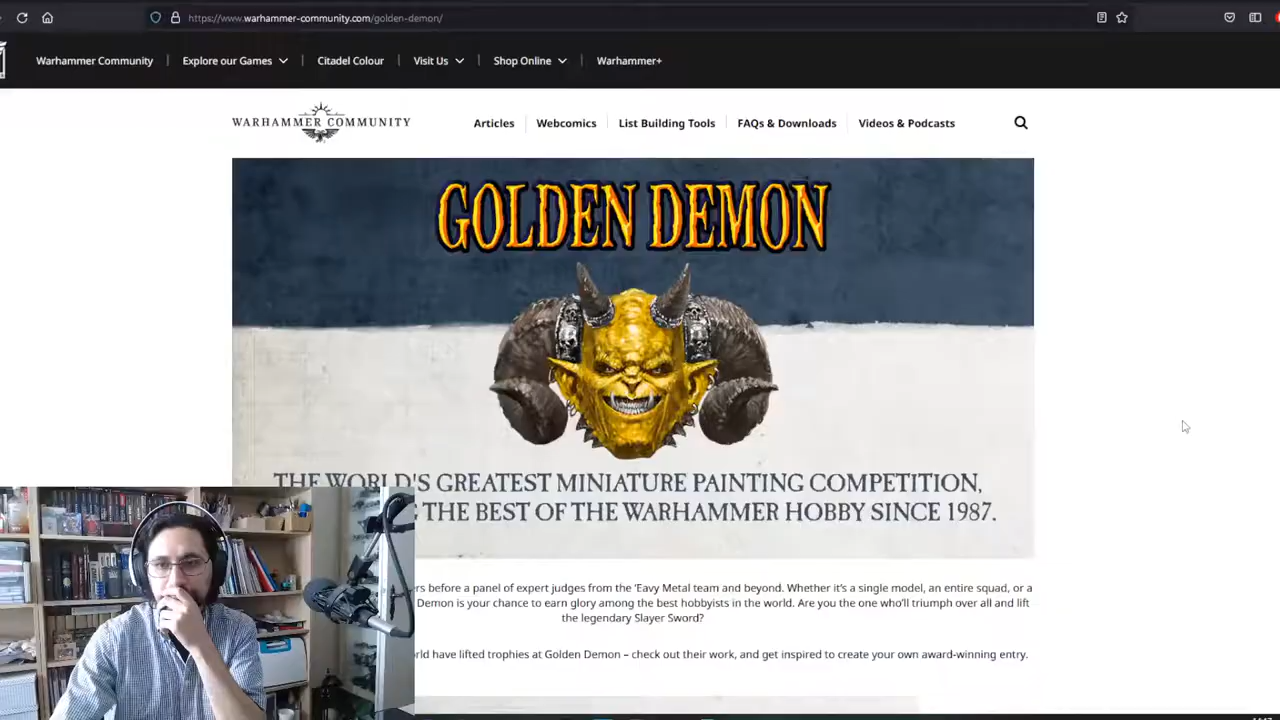 https://www.warhammer-community.com/golden-demon/
Warhammer Community Explore our Games Citadel Colour Visit Us Shop Online Warhammer+
WARHAMMER COMMUNITY Articles Webcomics List Building Tools FAQs & Downloads Videos & Podcasts
GOLDEN DEMON
THE WORLD'S GREATEST MINIATURE PAINTING COMPETITION,
THE BEST OF THE WARHAMMER HOBBY SINCE 1987.
before a panel of expert judges from the 'Eavy Metal team and beyond. Whether it's a single model, an entire squad, or a
Demon is your chance to earn glory among the best hobbyists in the world. Are you the one who'll triumph over all and lift
the legendary Slayer Sword?
have lifted trophies at Golden Demon – check out their work, and get inspired to create your own award-winning entry.